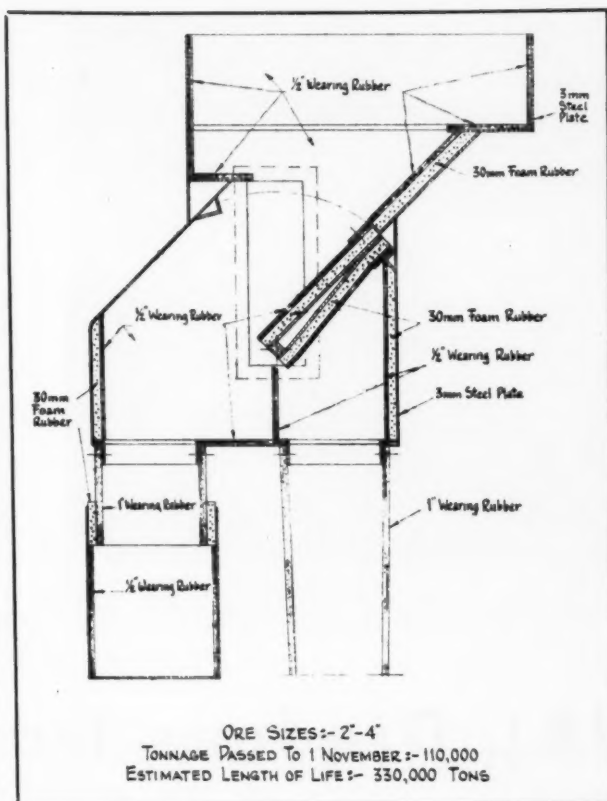 ½" Wearing Rubber
3mm
Steel
Plate
30mm Foam Rubber
½" Wearing Rubber
30mm Foam Rubber
½" Wearing Rubber
30mm
Foam
Rubber
3mm Steel Plate
1" Wearing Rubber
1" Wearing Rubber
½" Wearing Rubber
ORE SIZES:- 2"-4"
TONNAGE PASSED TO 1 NOVEMBER:- 110,000
ESTIMATED LENGTH OF LIFE:- 330,000 TONS